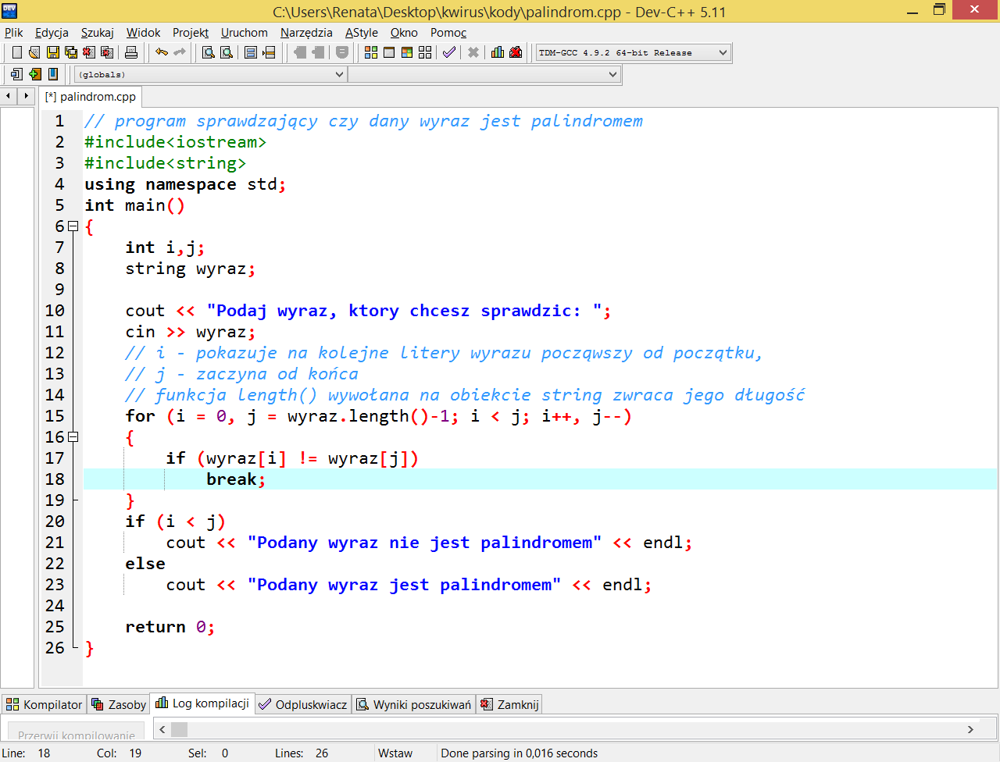 C:\Users\Renata\Desktop\kwirus\kody\palindrom.cpp - Dev-C++ 5.11
Plik Edycja Szukaj Widok Projekt Uruchom Narzędzia AStyle Okno Pomoc
TDM-GCC 4.9.2 64-bit Release
(globals)
[*] palindrom.cpp
1 // program sprawdzający czy dany wyraz jest palindromem
2 #include<iostream>
3 #include<string>
4 using namespace std;
5 int main()
6 {
7 int i,j;
8 string wyraz;
9
10 cout << "Podaj wyraz, ktory chcesz sprawdzic: ";
11 cin >> wyraz;
12 // i - pokazuje na kolejne litery wyrazu począwszy od początku,
13 // j - zaczyna od końca
14 // funkcja length() wywołana na obiekcie string zwraca jego długość
15 for (i = 0, j = wyraz.length()-1; i < j; i++, j--)
16 {
17 if (wyraz[i] != wyraz[j])
18 break;
19 }
20 if (i < j)
21 cout << "Podany wyraz nie jest palindromem" << endl;
22 else
23 cout << "Podany wyraz jest palindromem" << endl;
24
25 return 0;
26 }
Kompilator Zasoby Log kompilacji Odpluskwiacz Wyniki poszukiwań Zamknij
Przerwij kompilowanie
Line: 18 Col: 19 Sel: 0 Lines: 26 Wstaw Done parsing in 0,016 seconds